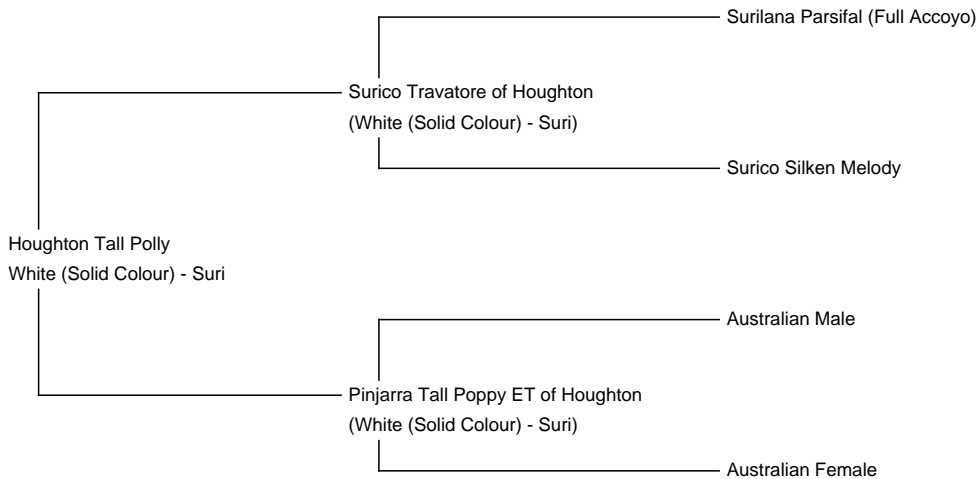 Surilana Parsifal (Full Accoyo)
Surico Travatore of Houghton
(White (Solid Colour) - Suri)
Surico Silken Melody
Houghton Tall Polly
White (Solid Colour) - Suri
Australian Male
Pinjarra Tall Poppy ET of Houghton
(White (Solid Colour) - Suri)
Australian Female